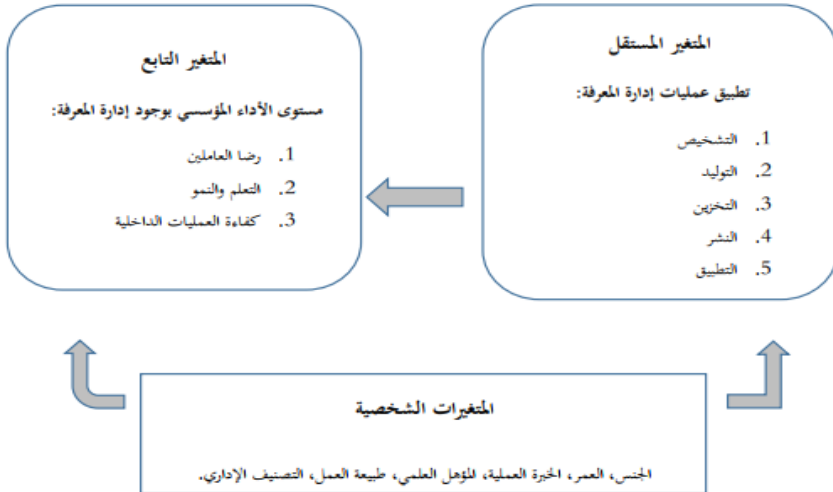 المتغير المستقل
تطبيق عمليات إدارة المعرفة:
1. التشخيص
2. التوليد
3. التخزين
4. النشر
5. التطبيق
المتغير التابع
مستوى الأداء المؤسسي بوجود إدارة المعرفة:
1. رضا العاملين
2. التعلم والنمو
3. كفاءة العمليات الداخلية
المتغيرات الشخصية
الجنس، العمر، الخبرة العملية، المؤهل العلمي، طبيعة العمل، التصنيف الإداري.